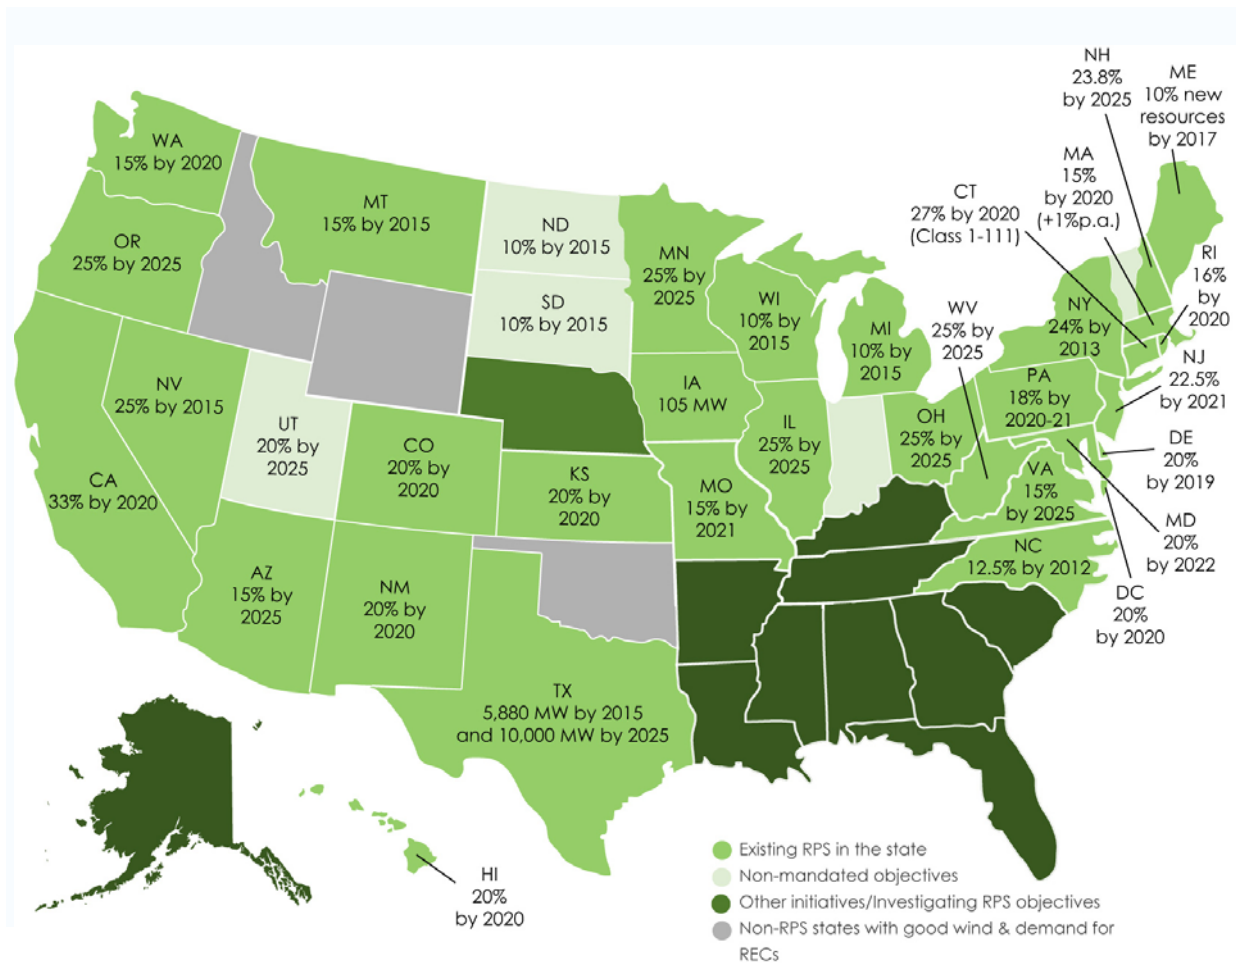 NH
23.8%
by 2025
ME
10% new
resources
by 2017
WA
15% by 2020
MA
15%
by 2020
(+1%p.a.)
CT
27% by 2020
(Class 1-111)
MT
15% by 2015
ND
10% by 2015
OR
25% by 2025
MN
25% by
2025
RI
16%
by
2020
SD
10% by 2015
WI
10% by
2015
MI
10% by
2015
WV
25% by
2025
NY
24% by
2013
NJ
22.5%
by 2021
NV
25% by 2015
IA
105 MW
PA
18% by
2020-21
UT
20% by
2025
CO
20% by
2020
IL
25% by
2025
OH
25% by
2025
DE
20%
by 2019
CA
33% by 2020
KS
20% by
2020
MO
15% by
2021
VA
15%
by 2025
MD
20%
by 2022
AZ
15% by
2025
NM
20% by
2020
NC
12.5% by 2012
DC
20%
by 2020
TX
5,880 MW by 2015
and 10,000 MW by 2025
HI
20%
by 2020
Existing RPS in the state
Non-mandated objectives
Other initiatives/Investigating RPS objectives
Non-RPS states with good wind & demand for
RECs